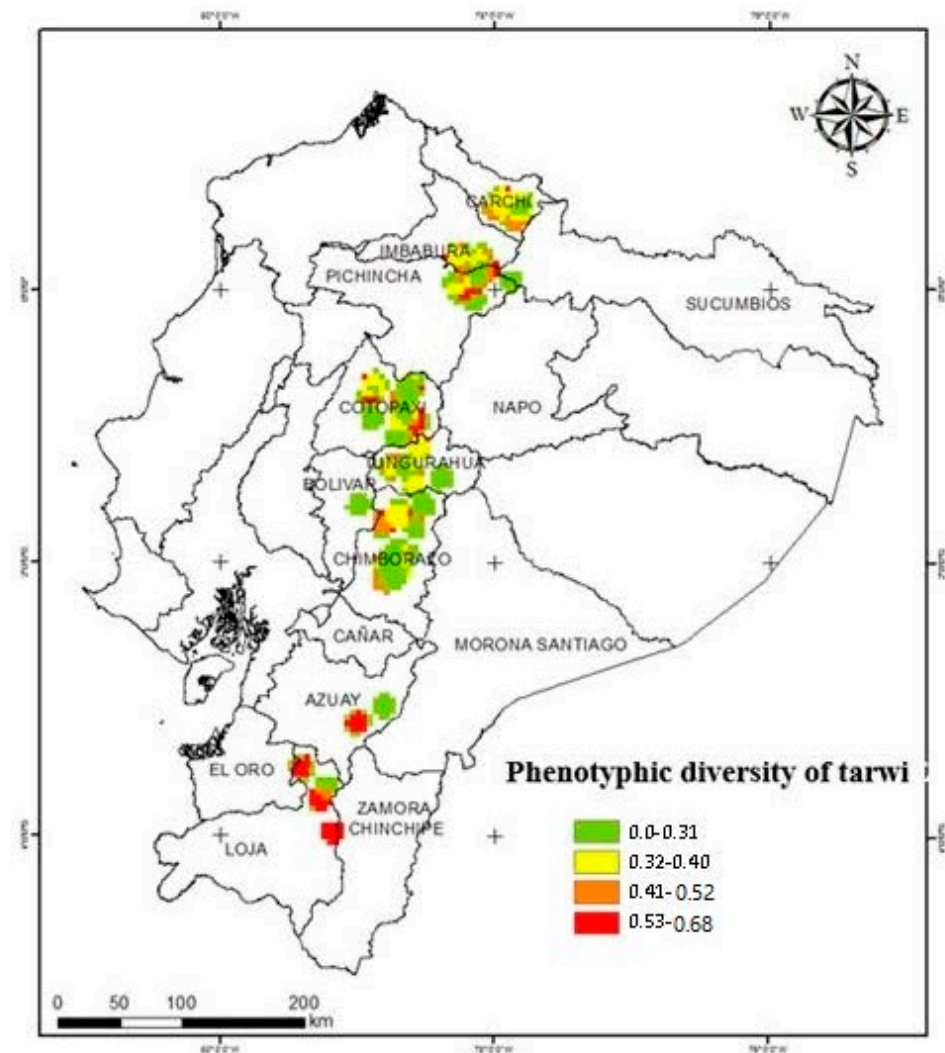 N
W E
S
CARCHI
IMBABURA
PICHINCHA
SUCUMBIOS
COTOPAXI
NAPO
TUNGURAHUA
BOLIVAR
CHIMBORAZO
CAÑAR
MORONA SANTIAGO
AZUAY
EL ORO
Phenotyphic diversity of tarwi
ZAMORA
CHINCHIPE
LOJA
0.0-0.31
0.32-0.40
0.41-0.52
0.53-0.68
0 50 100 200
km